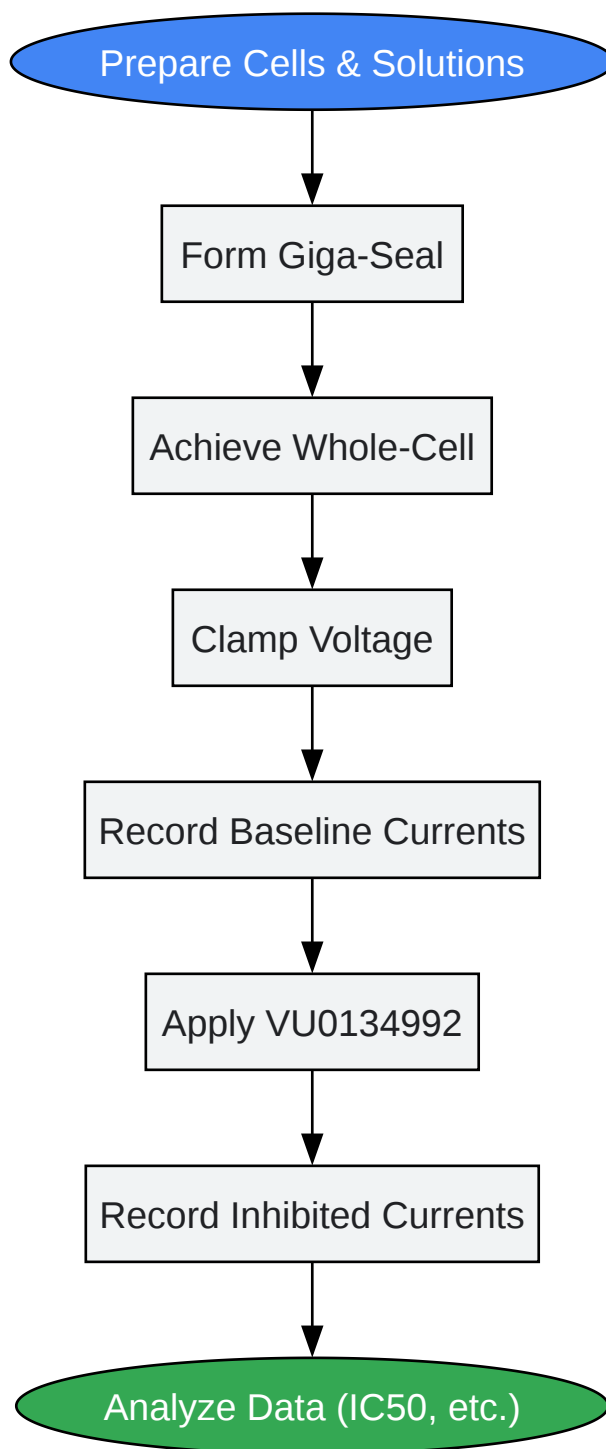 Prepare Cells & Solutions
Form Giga-Seal
Achieve Whole-Cell
Clamp Voltage
Record Baseline Currents
Apply VU0134992
Record Inhibited Currents
Analyze Data (IC50, etc.)